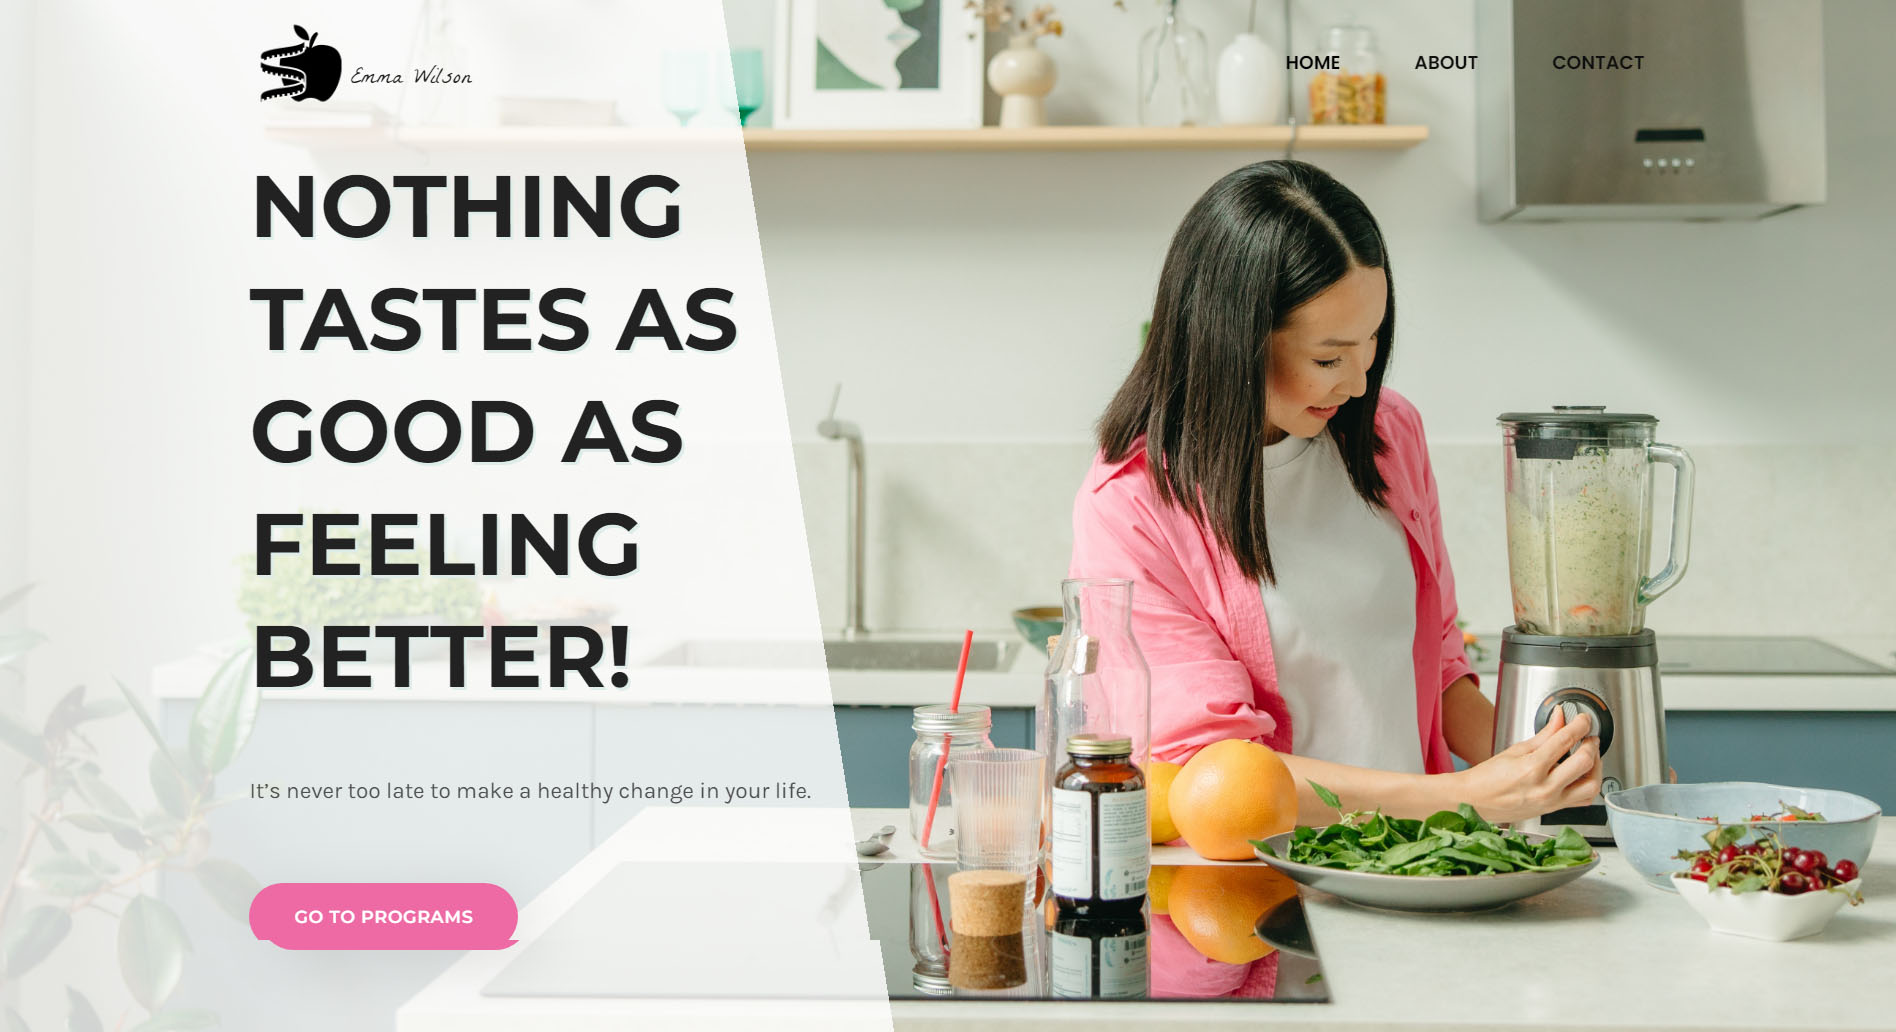 Emma Wilson
HOME
ABOUT
CONTACT
NOTHING
TASTES AS
GOOD AS
FEELING
BETTER!
It's never too late to make a healthy change in your life.
GO TO PROGRAMS